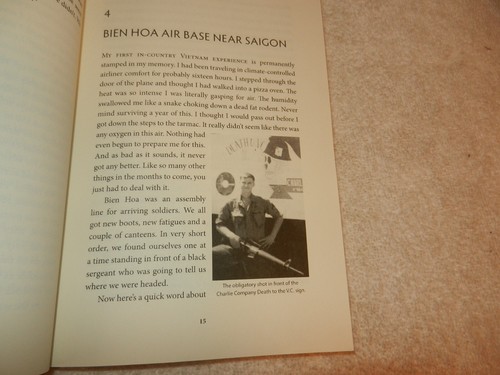 4
BIEN HOA AIR BASE NEAR SAIGON
MY FIRST IN-COUNTRY VIETNAM EXPERIENCE is permanently
stamped in my memory. I had been traveling in climate-controlled
airliner comfort for probably sixteen hours. I stepped through the
door of the plane and thought I had walked into a pizza oven. The
heat was so intense I was literally gasping for air. The humidity
swallowed me like a snake choking down a dead fat rodent. Never
mind surviving a year of this. I thought I would pass out before I
got down the steps to the tarmac. It really didn't seem like there was
any oxygen in this air. Nothing had
even begun to prepare me for this.
And as bad as it sounds, it never
got any better. Like so many other
things in the months to come, you
just had to deal with it.
Bien Hoa was an assembly
line for arriving soldiers. We all
got new boots, new fatigues and a
couple of canteens. In very short
order, we found ourselves one at
a time standing in front of a black
sergeant who was going to tell us
where we were headed.
Now here's a quick word about
The obligatory shot in front of the
Charlie Company Death to the V.C. sign.
15